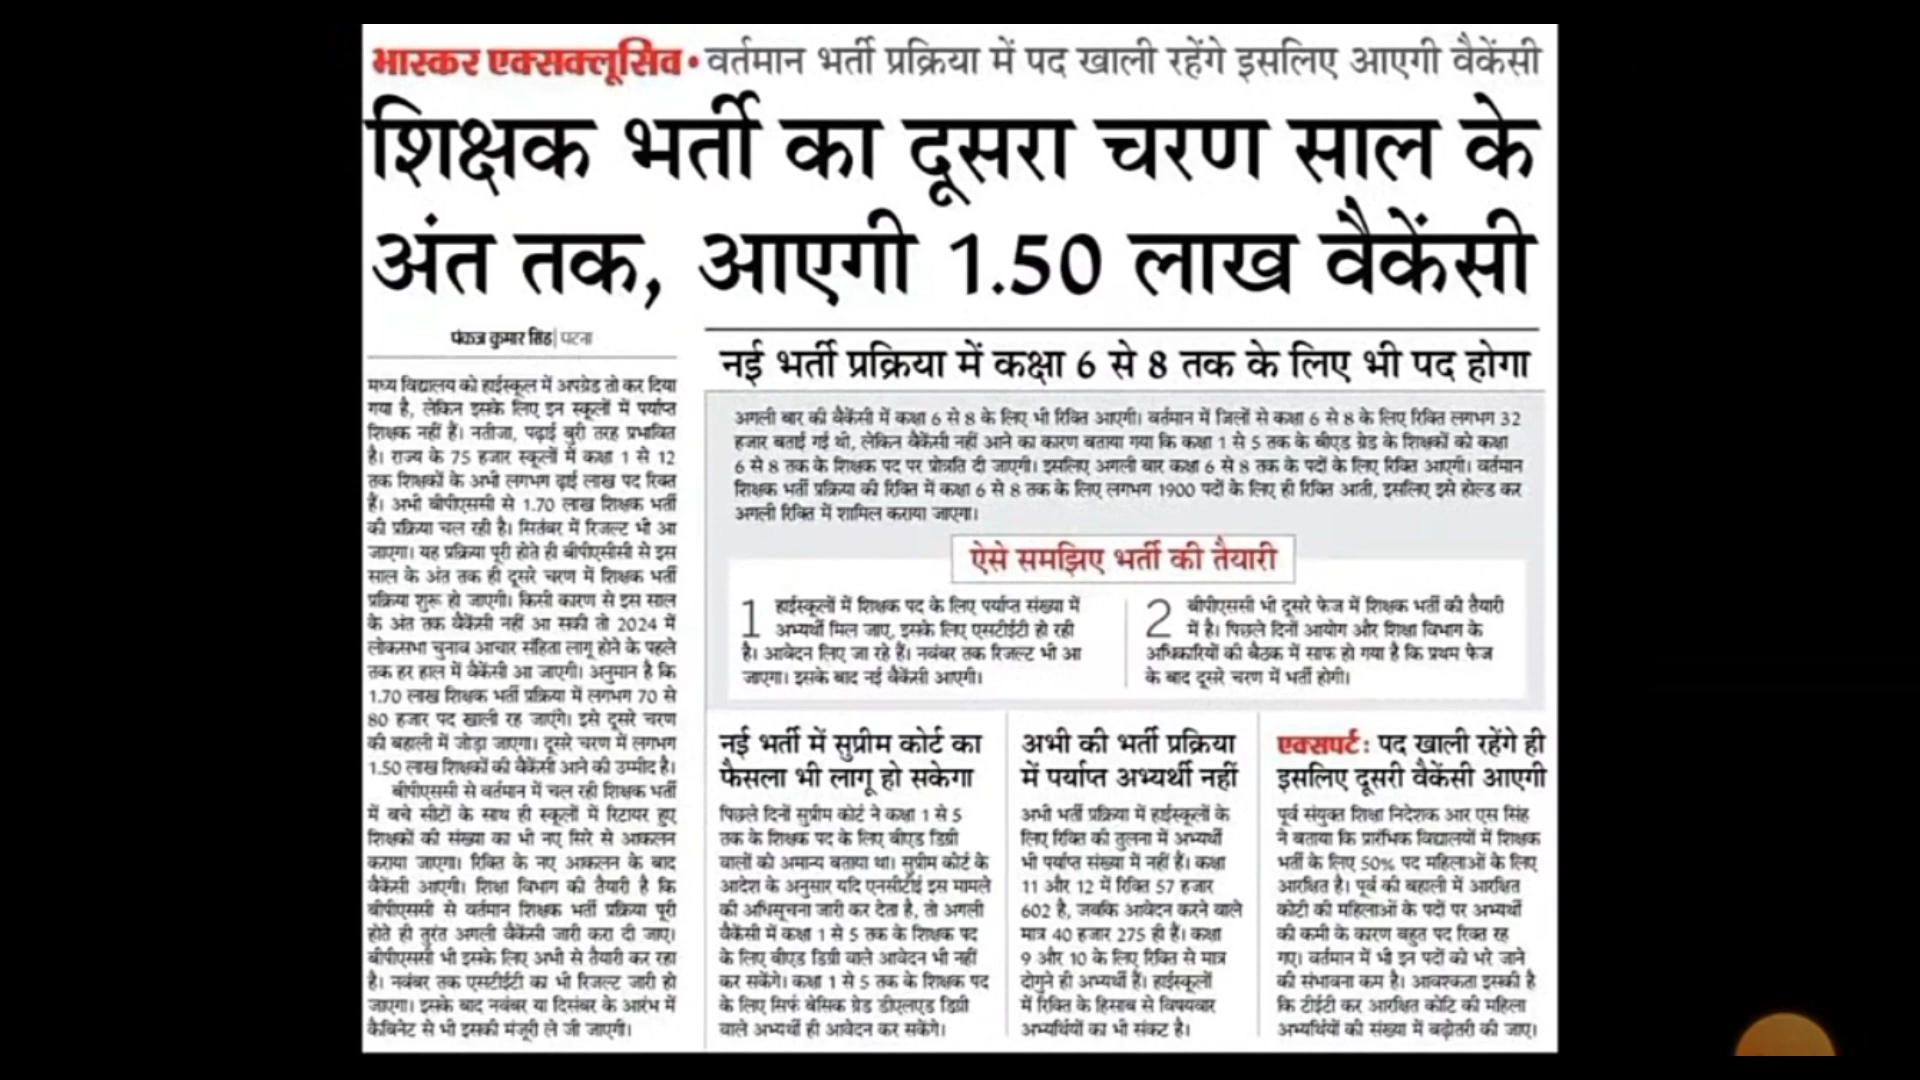 भास्कर एक्सक्लूसिव • वर्तमान भर्ती प्रक्रिया में पद खाली रहेंगे इसलिए आएगी वैकेंसी
शिक्षक भर्ती का दूसरा चरण साल के
अंत तक, आएगी 1.50 लाख वैकेंसी
पंकज कुमार सिंह | पटना
मध्य विद्यालय को हाईस्कूल में अपग्रेड तो कर दिया
गया है, लेकिन इसके लिए इन स्कूलों में पर्याप्त
शिक्षक नहीं हैं। नतीजा, पढ़ाई बुरी तरह प्रभावित
है। राज्य के 75 हजार स्कूलों में कक्षा 1 से 12
तक शिक्षकों के अभी लगभग ढ़ाई लाख पद रिक्त
हैं। अभी बीपीएससी से 1.70 लाख शिक्षक भर्ती
की प्रक्रिया चल रही है। सितंबर में रिजल्ट भी आ
जाएगा। यह प्रक्रिया पूरी होते ही बीपीएससी से इस
साल के अंत तक ही दूसरे चरण में शिक्षक भर्ती
प्रक्रिया शुरू हो जाएगी। किसी कारण से इस साल
के अंत तक वैकेंसी नहीं आ सकी तो 2024 में
लोकसभा चुनाव आचार संहिता लागू होने के पहले
तक हर हाल में वैकेंसी आ जाएगी। अनुमान है कि
1.70 लाख शिक्षक भर्ती प्रक्रिया में लगभग 70 से
80 हजार पद खाली रह जाएंगे। इसे दूसरे चरण
की बहाली में जोड़ा जाएगा। दूसरे चरण में लगभग
1.50 लाख शिक्षकों की वैकेंसी आने की उम्मीद है।
बीपीएससी से वर्तमान में चल रही शिक्षक भर्ती
में बचे सीटों के साथ ही स्कूलों में रिटायर हुए
शिक्षकों की संख्या का भी नए सिरे से आकलन
कराया जाएगा। रिक्ति के नए आकलन के बाद
वैकेंसी आएगी। शिक्षा विभाग की तैयारी है कि
बीपीएससी से वर्तमान शिक्षक भर्ती प्रक्रिया पूरी
होते ही तुरंत अगली वैकेंसी जारी करा दी जाए।
बीपीएससी भी इसके लिए अभी से तैयारी कर रहा
है। नवंबर तक एसटीईटी का भी रिजल्ट जारी हो
जाएगा। इसके बाद नवंबर या दिसंबर के आरंभ में
कैबिनेट से भी इसकी मंजूरी ले जी जाएगी।
नई भर्ती प्रक्रिया में कक्षा 6 से 8 तक के लिए भी पद होगा
अगली बार की वैकेंसी में कक्षा 6 से 8 के लिए भी रिक्ति आएगी। वर्तमान में जिलों से कक्षा 6 से 8 के लिए रिक्ति लगभग 32
हजार बताई गई थी, लेकिन वैकेंसी नहीं आने का कारण बताया गया कि कक्षा 1 से 5 तक के बीएड ग्रेड के शिक्षकों को कक्षा
6 से 8 तक के शिक्षक पद पर प्रोन्नति दी जाएगी। इसलिए अगली बार कक्षा 6 से 8 तक के पदों के लिए रिक्ति आएगी। वर्तमान
शिक्षक भर्ती प्रक्रिया की रिक्ति में कक्षा 6 से 8 तक के लिए लगभग 1900 पदों के लिए ही रिक्ति आती, इसलिए इसे होल्ड कर
अगली रिक्ति में शामिल कराया जाएगा।
ऐसे समझिए भर्ती की तैयारी
1 हाईस्कूलों में शिक्षक पद के लिए पर्याप्त संख्या में
अभ्यर्थी मिल जाए, इसके लिए एसटीईटी हो रही
है। आवेदन लिए जा रहे हैं। नवंबर तक रिजल्ट भी आ
जाएगा। इसके बाद नई वैकेंसी आएगी।
2 बीपीएससी भी दूसरे फेज में शिक्षक भर्ती की तैयारी
में है। पिछले दिनों आयोग और शिक्षा विभाग के
अधिकारियों की बैठक में साफ हो गया है कि प्रथम फेज
के बाद दूसरे चरण में भर्ती होगी।
नई भर्ती में सुप्रीम कोर्ट का
फैसला भी लागू हो सकेगा
पिछले दिनों सुप्रीम कोर्ट ने कक्षा 1 से 5
तक के शिक्षक पद के लिए बीएड डिग्री
वालों को अमान्य बताया था। सुप्रीम कोर्ट के
आदेश के अनुसार यदि एनसीटीई इस मामले
की अधिसूचना जारी कर देता है, तो अगली
वैकेंसी में कक्षा 1 से 5 तक के शिक्षक पद
के लिए बीएड डिग्री वाले आवेदन भी नहीं
कर सकेंगे। कक्षा 1 से 5 तक के शिक्षक पद
के लिए सिर्फ बेसिक ग्रेड डीएलएड डिग्री
वाले अभ्यर्थी ही आवेदन कर सकेंगे।
अभी की भर्ती प्रक्रिया
में पर्याप्त अभ्यर्थी नहीं
अभी भर्ती प्रक्रिया में हाईस्कूलों के
लिए रिक्ति की तुलना में अभ्यर्थी
भी पर्याप्त संख्या में नहीं है। कक्षा
11 और 12 में रिक्ति 57 हजार
602 है, जबकि आवेदन करने वाले
मात्र 40 हजार 275 ही हैं। कक्षा
9 और 10 के लिए रिक्ति से मात्र
दोगुने ही अभ्यर्थी हैं। हाईस्कूलों
में रिक्ति के हिसाब से विषयवार
अभ्यर्थियों का भी संकट है।
एक्सपर्ट: पद खाली रहेंगे ही
इसलिए दूसरी वैकेंसी आएगी
पूर्व संयुक्त शिक्षा निदेशक आर एस सिंह
ने बताया कि प्रारंभिक विद्यालयों में शिक्षक
भर्ती के लिए 50% पद महिलाओं के लिए
आरक्षित है। पूर्व की बहाली में आरक्षित
कोटी की महिलाओं के पदों पर अभ्यर्थी
की कमी के कारण बहुत पद रिक्त रह
गए। वर्तमान में भी इन पदों को भरे जाने
की संभावना कम है। आवश्कता इसकी है
कि टीईटी कर आरक्षित कोटि की महिला
अभ्यर्थियों की संख्या में बढ़ोतरी की जाए।